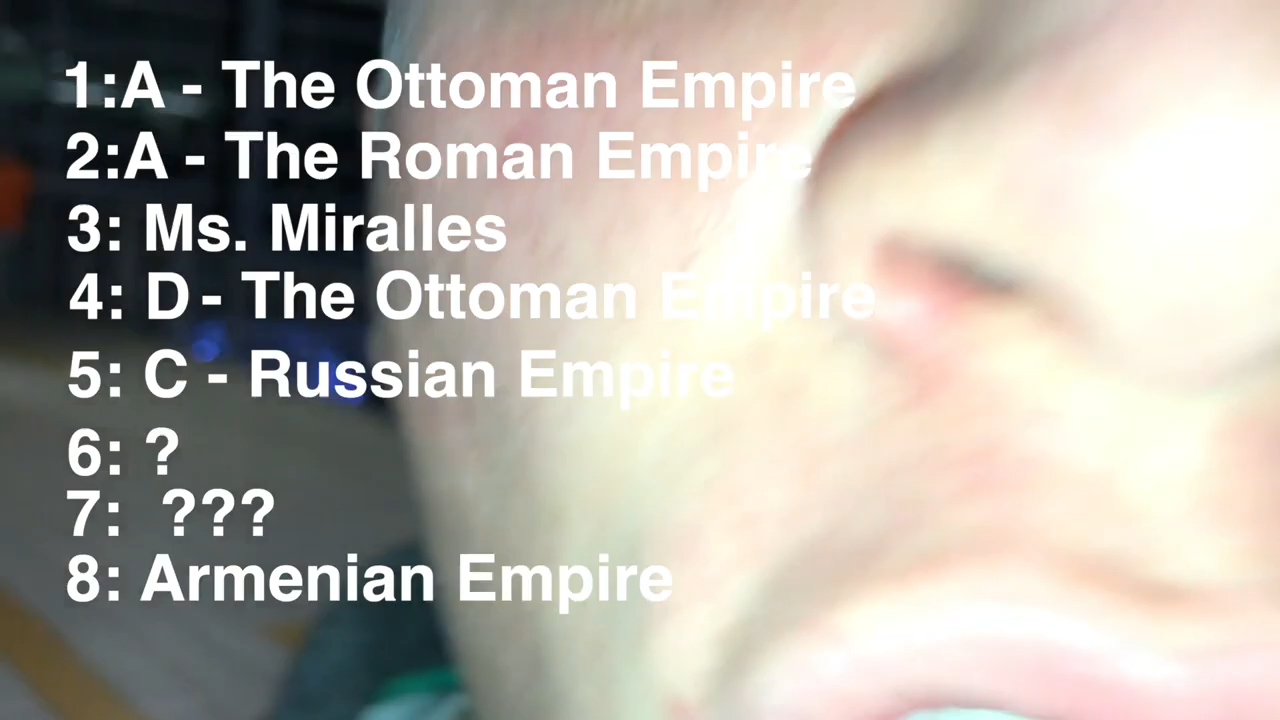 1:A - The Ottoman Empire
2:A - The Roman Empire
3: Ms. Miralles
4: D - The Ottoman Empire
5: C - Russian Empire
6: ?
7: ???
8: Armenian Empire